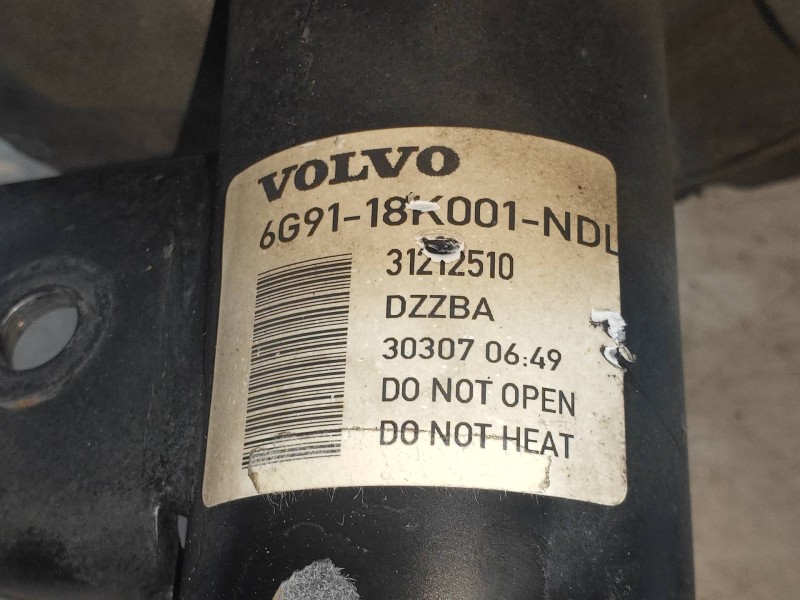 VOLVO
6G91-18K001-NDL
31212510
DZZBA
30307 06:49
DO NOT OPEN
DO NOT HEAT